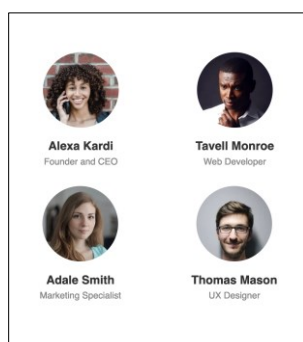 Alexa Kardi
Founder and CEO
Tavell Monroe
Web Developer
Adale Smith
Marketing Specialist
Thomas Mason
UX Designer